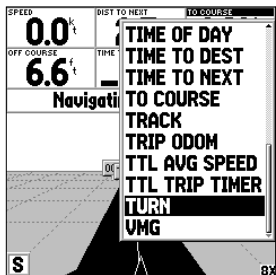 SPEED
DIST TO NEXT
TO COURSE
0.0 k t
OFF COURSE
6.6 f t
TIME
Navigati
TIME OF DAY
TIME TO DEST
TIME TO NEXT
TO COURSE
TRACK
TRIP ODOM
TTL AVG SPEED
TTL TRIP TIMER
TURN
VMG
S
8X